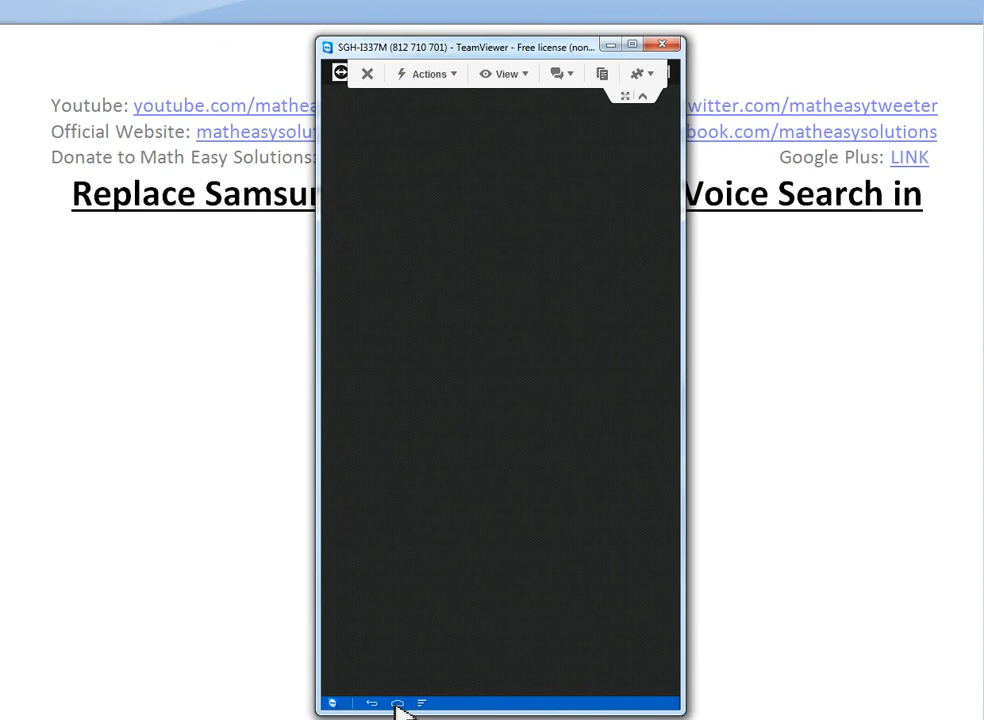 SGH-I337M (812 710 701) - TeamViewer - Free license (non...
Actions
View
Youtube: youtube.com/mathea
witter.com/matheasytweeter
Official Website: matheasysolut
book.com/matheasysolutions
Donate to Math Easy Solutions:
Google Plus: LINK
Replace Samsu
Voice Search in